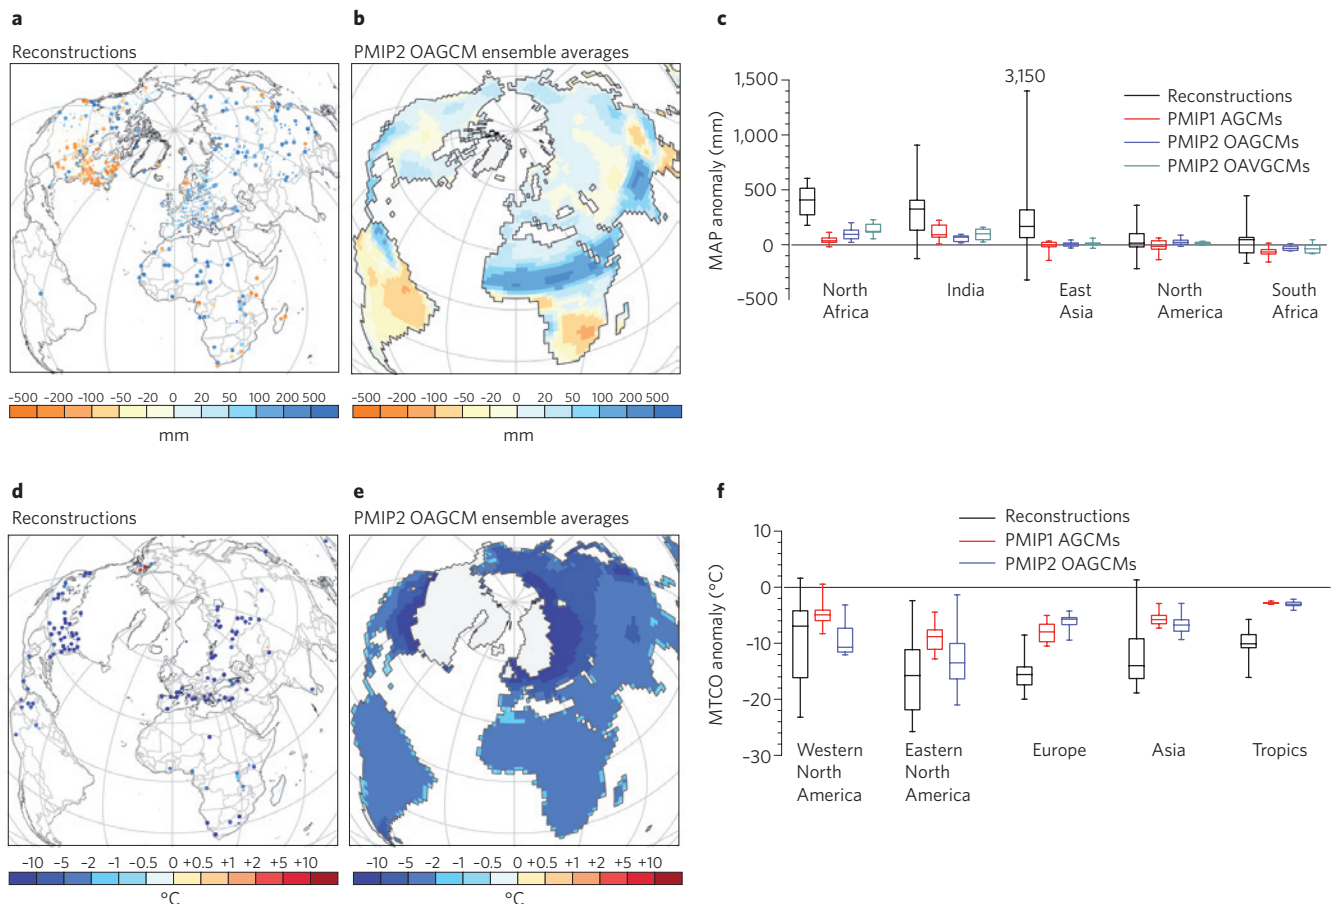 a
Reconstructions
-500 -200 -100 -50 -20 0 20 50 100 200 500
mm
b
PMIP2 OAGCM ensemble averages
-500 -200 -100 -50 -20 0 20 50 100 200 500
mm
c
3,150
1,500
1,000
500
0
–500
MAP anomaly (mm)
Reconstructions
PMIP1 AGCMs
PMIP2 OAGCMs
PMIP2 OAVGCMs
North
Africa
India
East
Asia
North
America
South
Africa
d
Reconstructions
–10 –5 –2 –1 –0.5 0 +0.5 +1 +2 +5 +10
°C
e
PMIP2 OAGCM ensemble averages
–10 –5 –2 –1 –0.5 0 +0.5 +1 +2 +5 +10
°C
f
10
0
–10
–20
–30
MTCO anomaly (°C)
Reconstructions
PMIP1 AGCMs
PMIP2 OAGCMs
Western
North
America
Eastern
North
America
Europe
Asia
Tropics